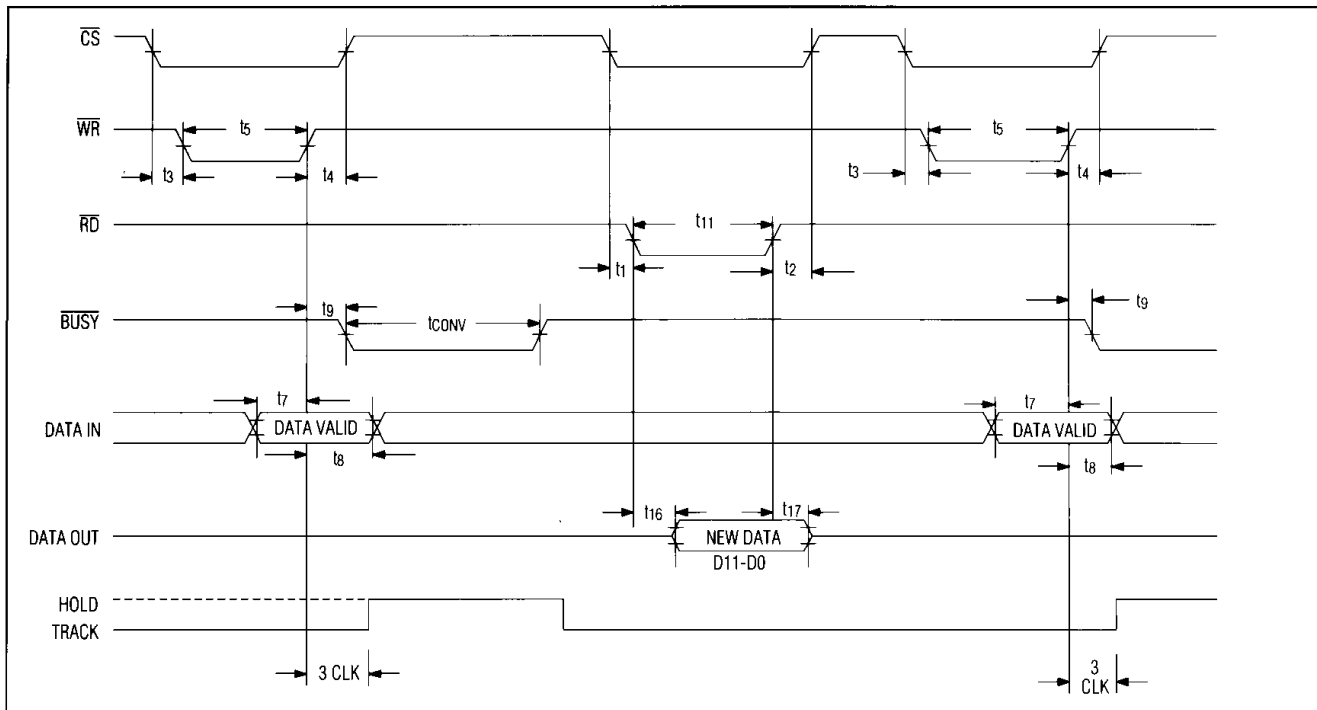 CS
WR t5 t5
t3 t4 t3 t4
RD t11
t1 t2
BUSY t9 tCONV t9
t7 t7
DATA IN DATA VALID DATA VALID
t8 t8
t16 t17
DATA OUT NEW DATA
D11-D0
HOLD
TRACK
3 CLK 3
CLK